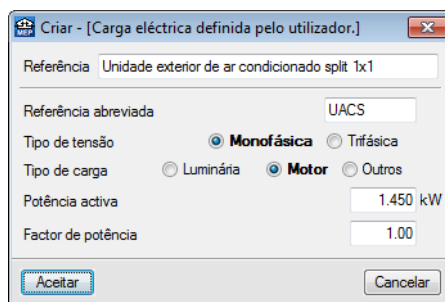 MEP Criar - [Carga eléctrica definida pelo utilizador.]
Referência Unidade exterior de ar condicionado split 1x1
Referência abreviada UACS
Tipo de tensão Monofásica Trifásica
Tipo de carga Luminária Motor Outros
Potência activa 1.450 kW
Factor de potência 1.00
Aceitar Cancelar